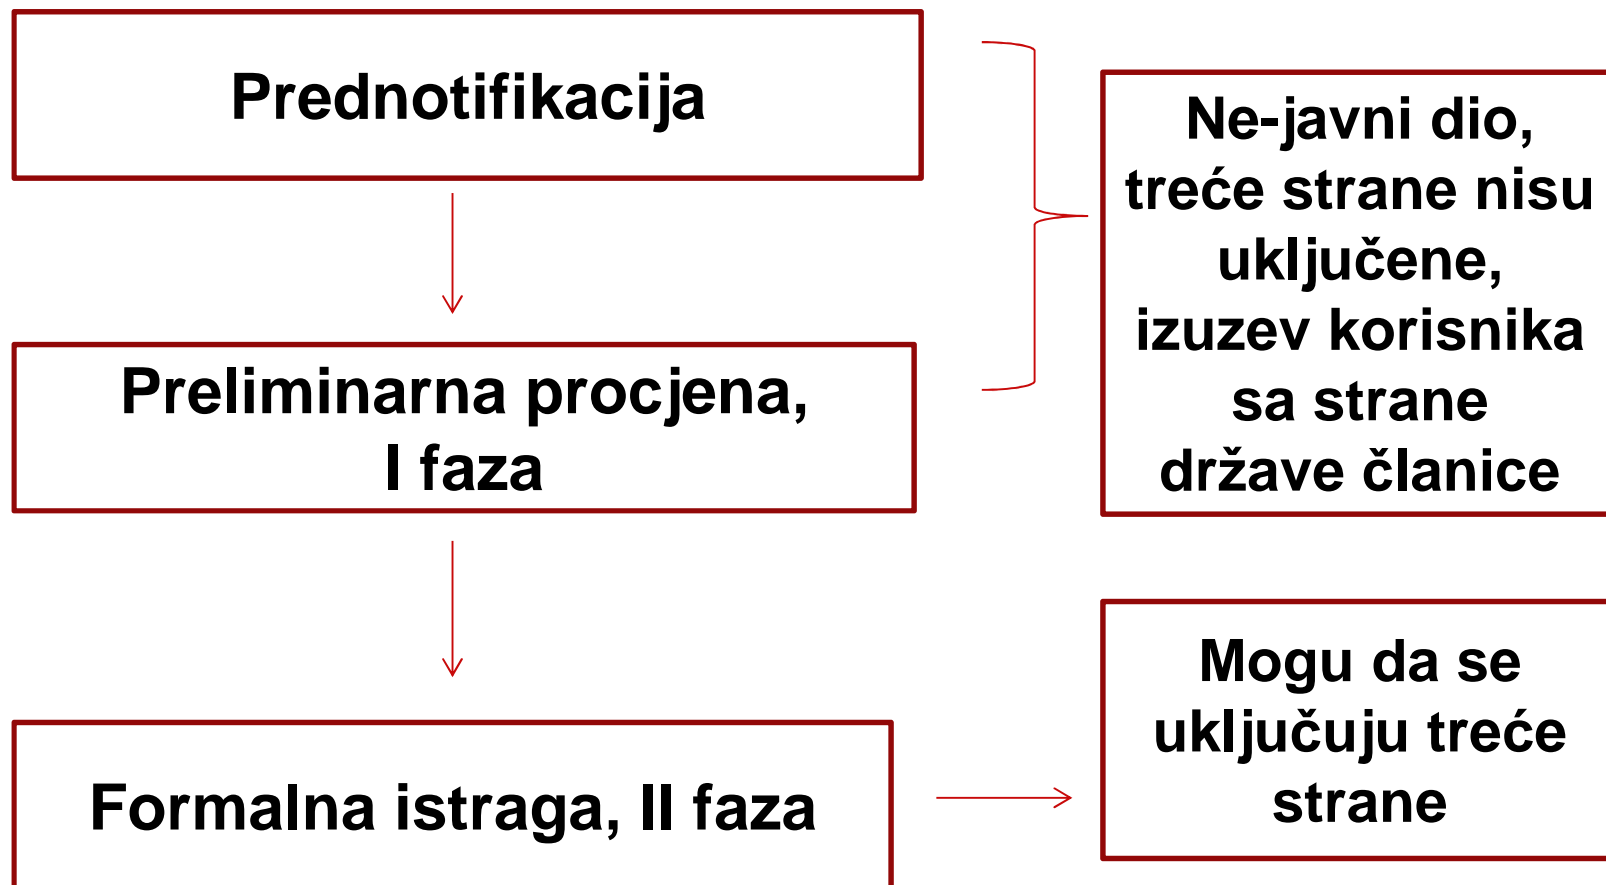 Prednotifikacija
Ne-javni dio,
treće strane nisu
uključene,
izuzev korisnika
sa strane
države članice
Preliminarna procjena,
I faza
Mogu da se
uključuju treće
strane
Formalna istraga, II faza